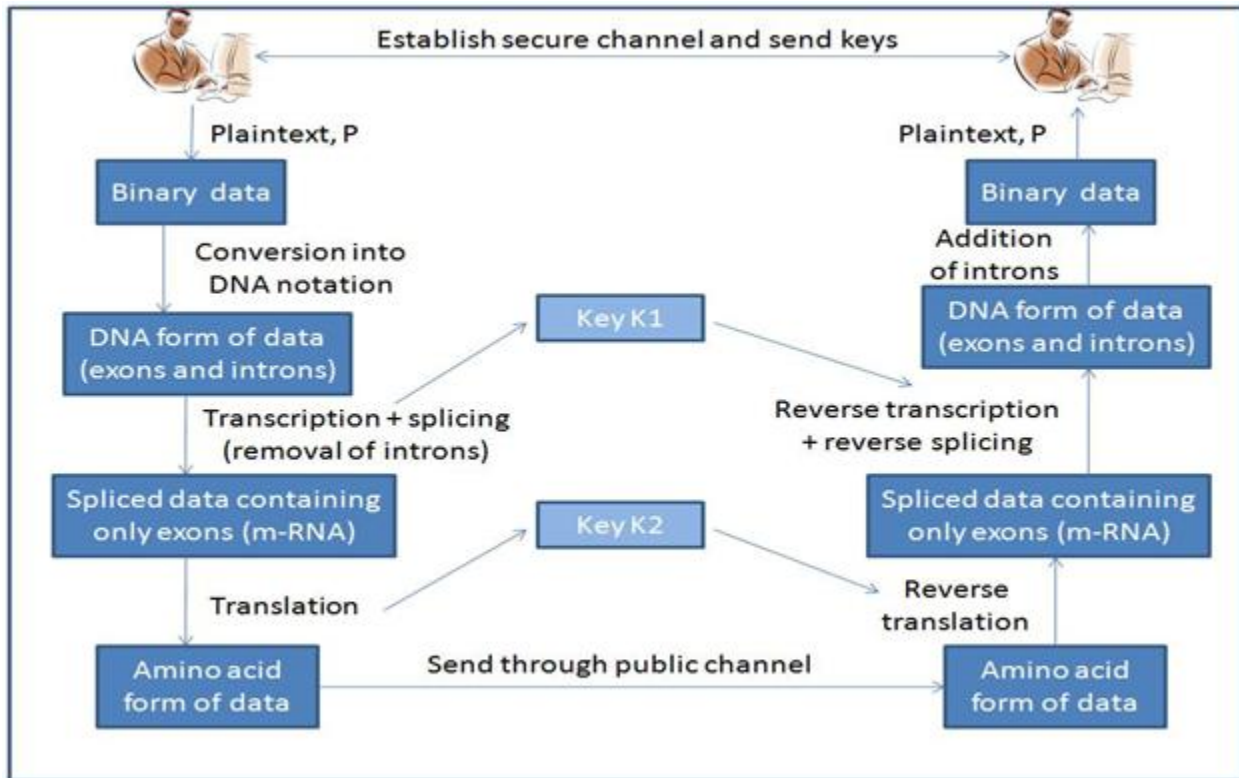 Establish secure channel and send keys
Plaintext, P
Binary data
Conversion into
DNA notation
DNA form of data
(exons and introns)
Transcription + splicing
(removal of introns)
Spliced data containing
only exons (m-RNA)
Translation
Amino acid
form of data
Key K1
Key K2
Send through public channel
Plaintext, P
Binary data
Addition
of introns
DNA form of data
(exons and introns)
Reverse transcription
+ reverse splicing
Spliced data containing
only exons (m-RNA)
Reverse
translation
Amino acid
form of data